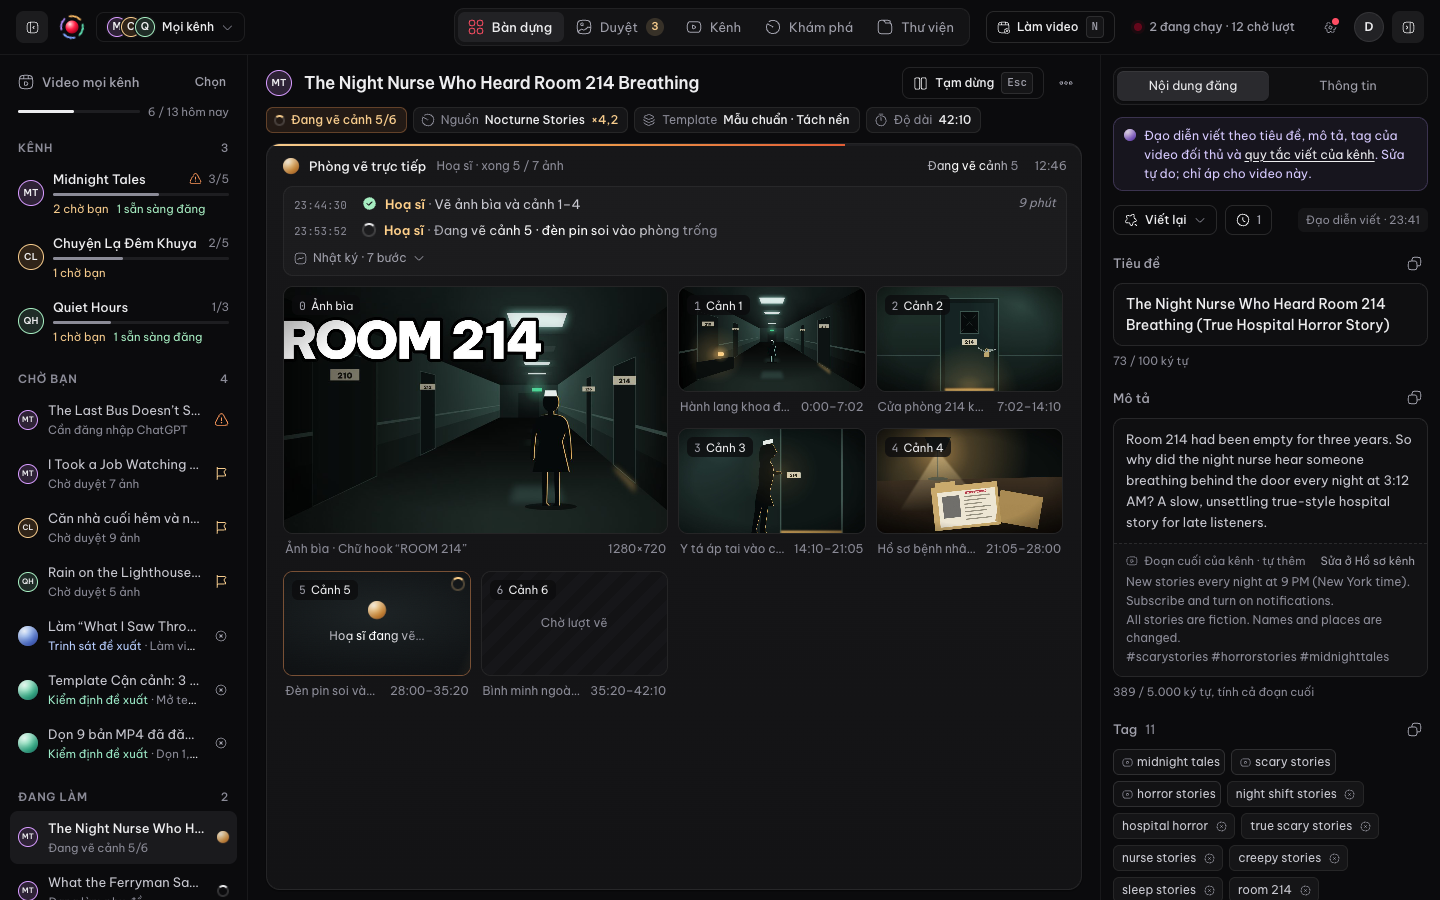 M C Q Mọi kênh
Bàn dựng
Duyệt 3
Kênh
Khám phá
Thư viện
Làm video N
2 đang chạy · 12 chờ lượt
D
Video mọi kênh Chọn
6 / 13 hôm nay
KÊNH 3
MT Midnight Tales 3/5
2 chờ bạn 1 sẵn sàng đăng
CL Chuyện Lạ Đêm Khuya 2/5
1 chờ bạn
QH Quiet Hours 1/3
1 chờ bạn 1 sẵn sàng đăng
CHỜ BẠN 4
MT The Last Bus Doesn’t S...
Cần đăng nhập ChatGPT
MT I Took a Job Watching ...
Chờ duyệt 7 ảnh
CL Căn nhà cuối hẻm và n...
Chờ duyệt 9 ảnh
QH Rain on the Lighthouse...
Chờ duyệt 5 ảnh
Làm “What I Saw Thro...
Trinh sát đề xuất · Làm vi...
Template Cận cảnh: 3 ...
Kiểm định đề xuất · Mở te...
Dọn 9 bản MP4 đã đă...
Kiểm định đề xuất · Dọn 1,...
ĐANG LÀM 2
MT The Night Nurse Who H...
Đang vẽ cảnh 5/6
MT What the Ferryman Sa...
MT The Night Nurse Who Heard Room 214 Breathing
Tạm dừng Esc
Đang vẽ cảnh 5/6
Nguồn Nocturne Stories ×4,2
Template Mẫu chuẩn · Tách nền
Độ dài 42:10
Phòng vẽ trực tiếp Hoạ sĩ · xong 5 / 7 ảnh
Đang vẽ cảnh 5 12:46
23:44:30 Hoạ sĩ · Vẽ ảnh bìa và cảnh 1–4 9 phút
23:53:52 Hoạ sĩ · Đang vẽ cảnh 5 · đèn pin soi vào phòng trống
Nhật ký · 7 bước
0 Ảnh bìa
ROOM 214
210
214
Ảnh bìa · Chữ hook “ROOM 214” 1280×720
1 Cảnh 1
Hành lang khoa đ... 0:00–7:02
2 Cảnh 2
214
Cửa phòng 214 k... 7:02–14:10
3 Cảnh 3
214
Y tá áp tai vào c... 14:10–21:05
4 Cảnh 4
Hồ sơ bệnh nhâ... 21:05–28:00
5 Cảnh 5
Hoạ sĩ đang vẽ...
Đèn pin soi và... 28:00–35:20
6 Cảnh 6
Chờ lượt vẽ
Bình minh ngoà... 35:20–42:10
Nội dung đăng Thông tin
Đạo diễn viết theo tiêu đề, mô tả, tag của
video đối thủ và quy tắc viết của kênh. Sửa
tự do; chỉ áp cho video này.
Viết lại
1
Đạo diễn viết · 23:41
Tiêu đề
The Night Nurse Who Heard Room 214
Breathing (True Hospital Horror Story)
73 / 100 ký tự
Mô tả
Room 214 had been empty for three years. So
why did the night nurse hear someone
breathing behind the door every night at 3:12
AM? A slow, unsettling true-style hospital
story for late listeners.
Đoạn cuối của kênh · tự thêm Sửa ở Hồ sơ kênh
New stories every night at 9 PM (New York time).
Subscribe and turn on notifications.
All stories are fiction. Names and places are
changed.
#scarystories #horrorstories #midnighttales
389 / 5.000 ký tự, tính cả đoạn cuối
Tag 11
midnight tales
scary stories
horror stories
night shift stories
hospital horror
true scary stories
nurse stories
creepy stories
sleep stories
room 214